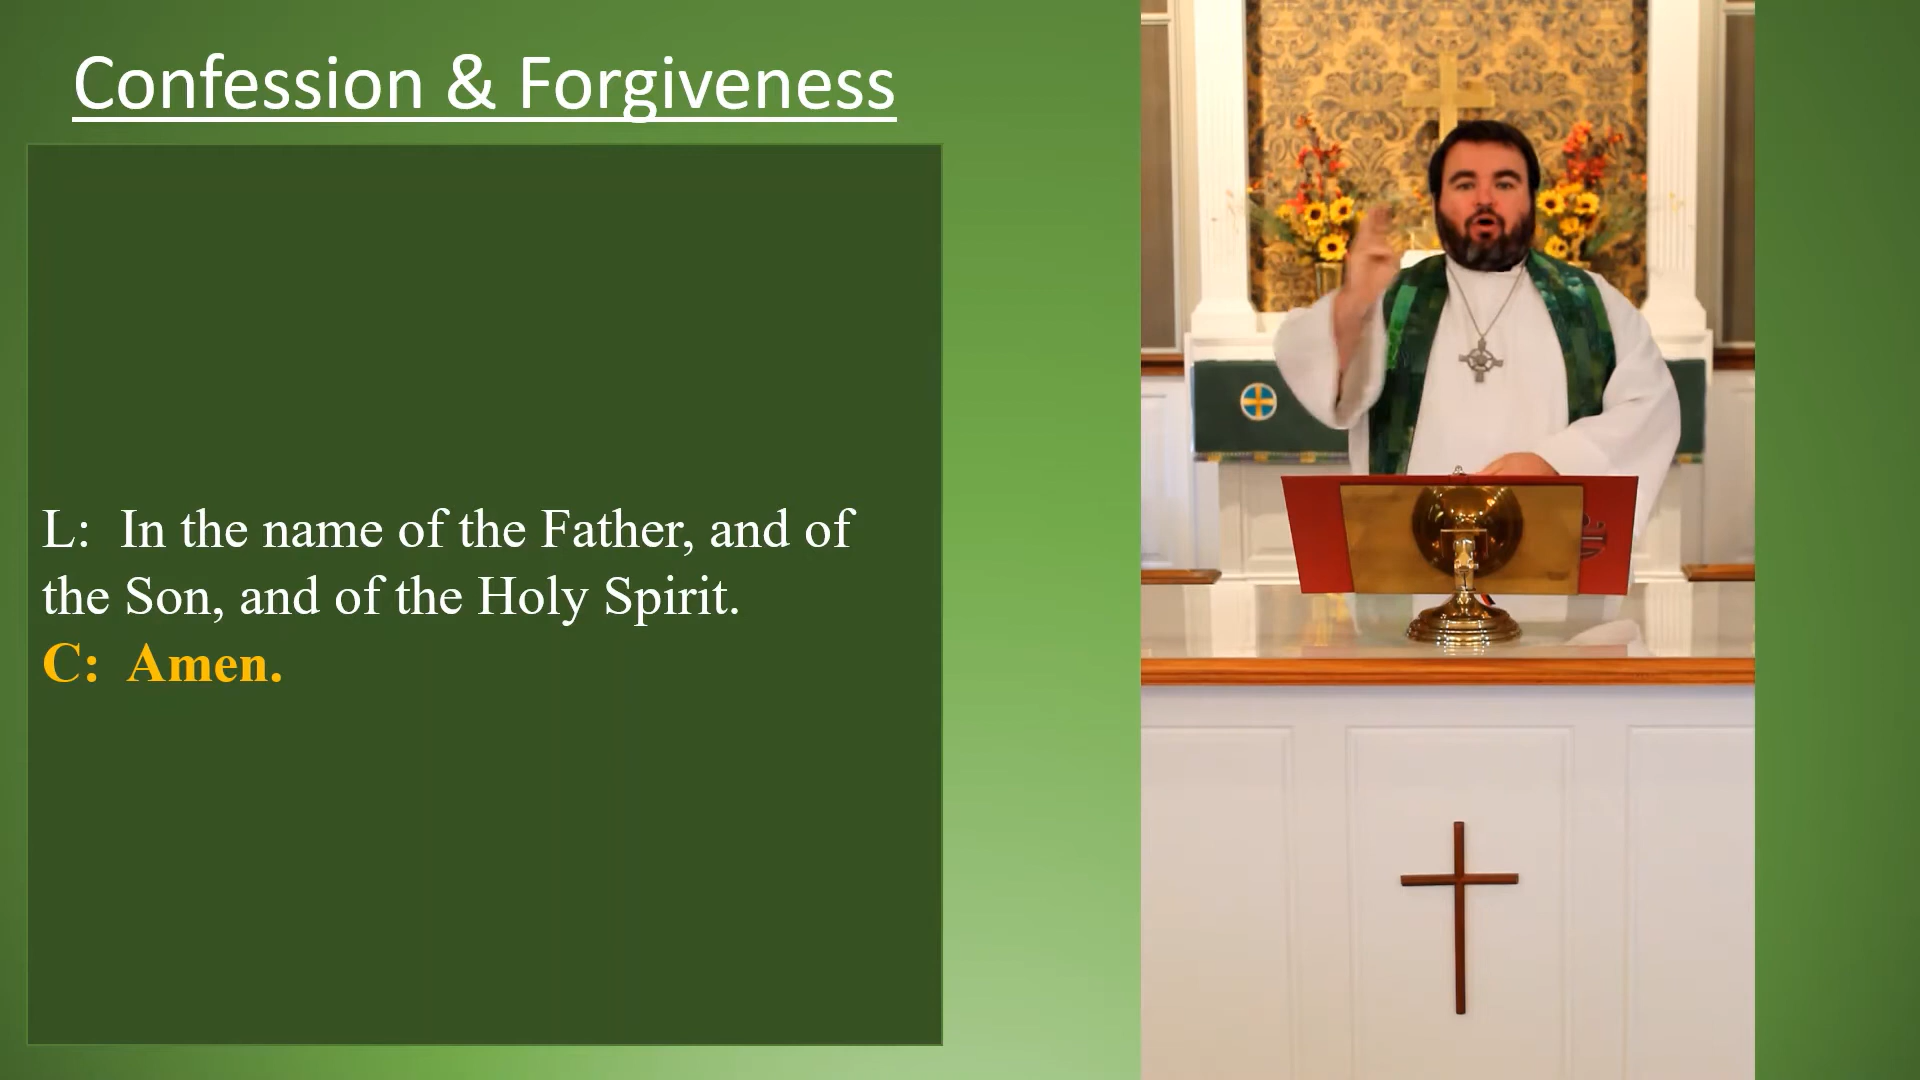 Confession & Forgiveness
L: In the name of the Father, and of
the Son, and of the Holy Spirit.
C: Amen.